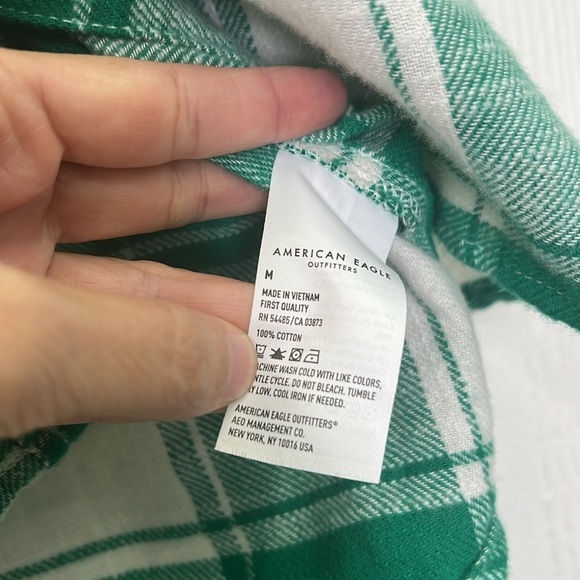 AMERICAN EAGLE
OUTFITTERS
M
MADE IN VIETNAM
FIRST QUALITY
RN 54485/CA 03873
100% COTTON
WASH COLD WITH LIKE COLORS,
CYCLE. DO NOT BLEACH. TUMBLE
LOW. COOL IRON IF NEEDED.
AMERICAN EAGLE OUTFITTERS®
AEO MANAGEMENT CO.
NEW YORK, NY 10016 USA